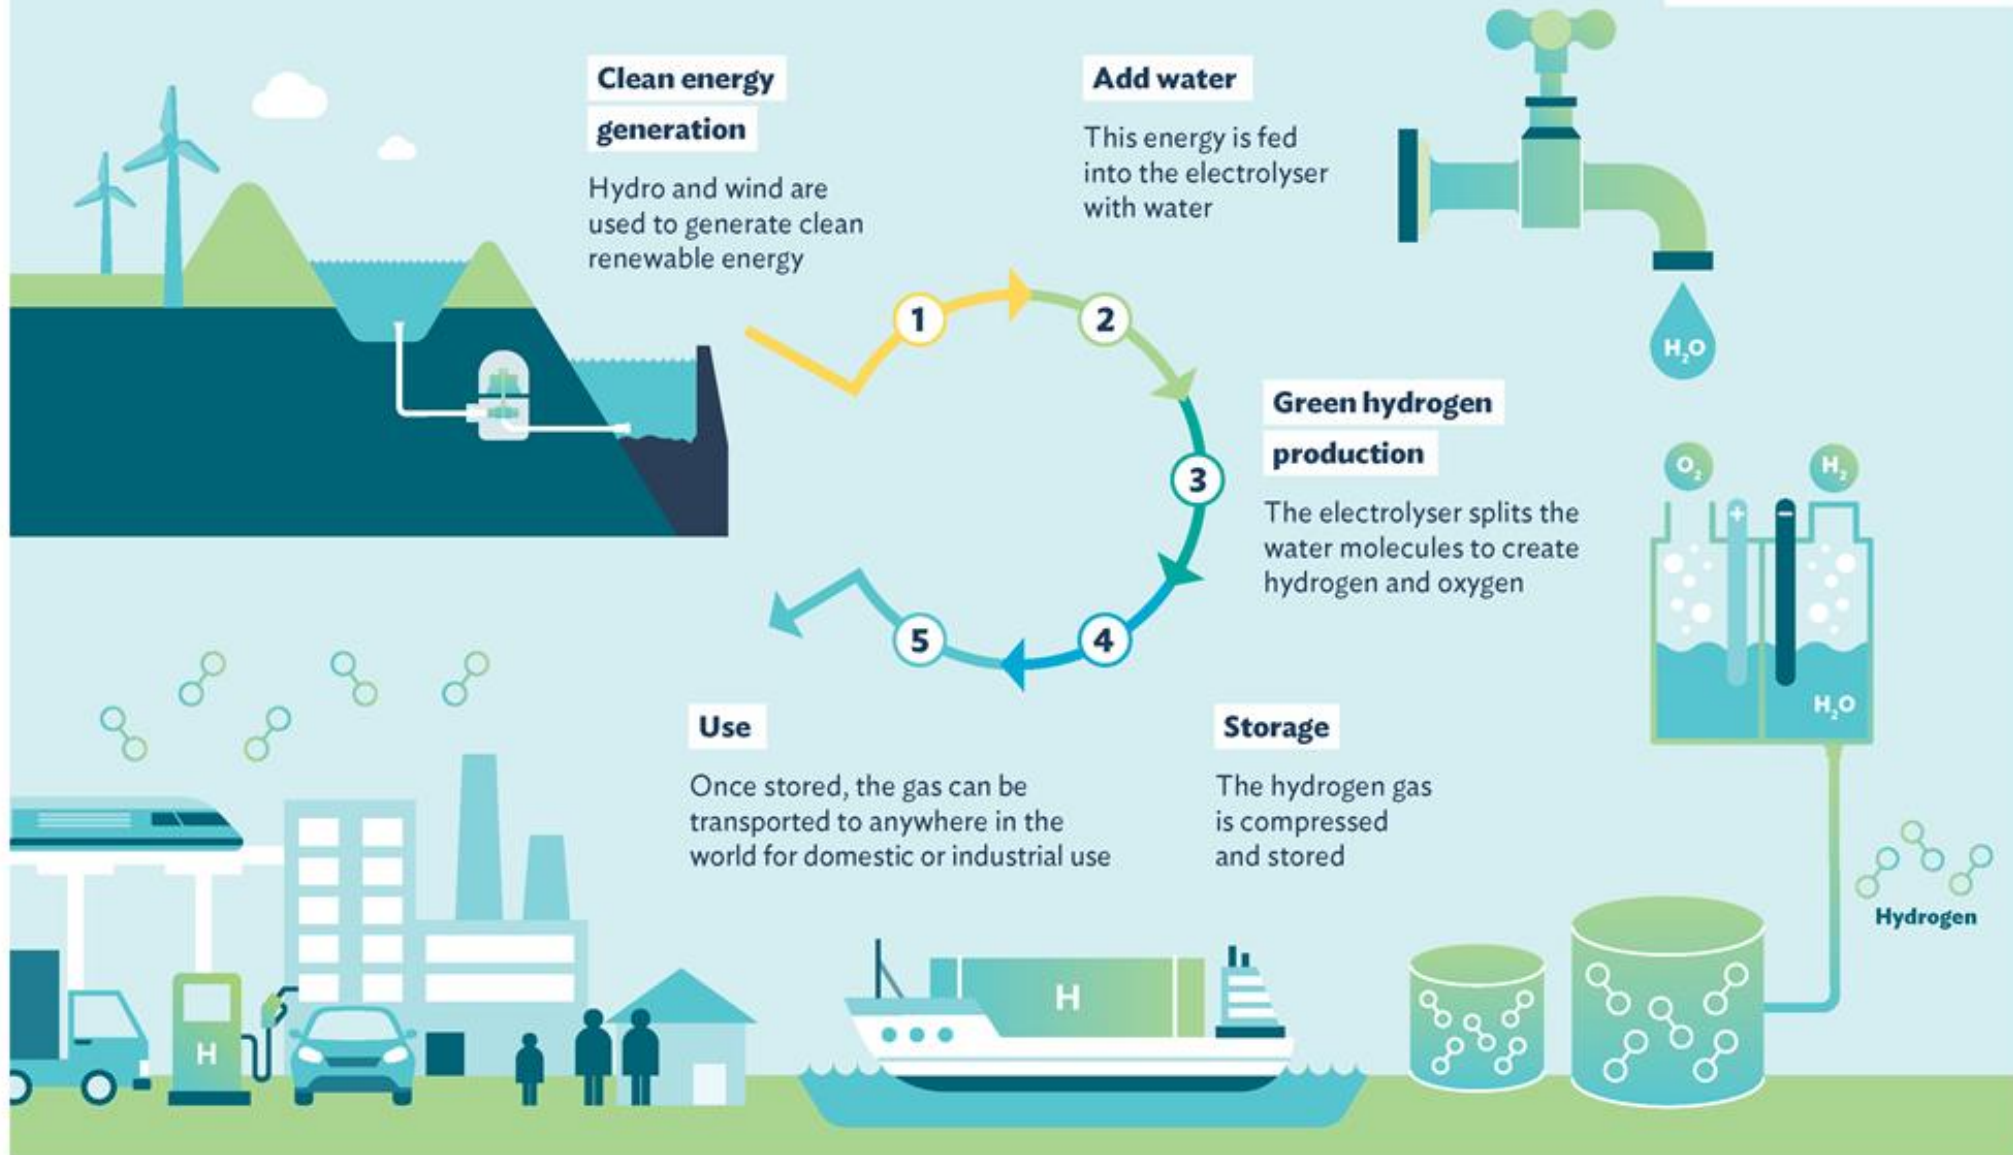 Clean energy
generation
Hydro and wind are
used to generate clean
renewable energy
Add water
This energy is fed
into the electrolyser
with water
H₂O
1
2
3
4
5
Green hydrogen
production
The electrolyser splits the
water molecules to create
hydrogen and oxygen
O₂
H₂
+
−
H₂O
Storage
The hydrogen gas
is compressed
and stored
Hydrogen
Use
Once stored, the gas can be
transported to anywhere in the
world for domestic or industrial use
H
H